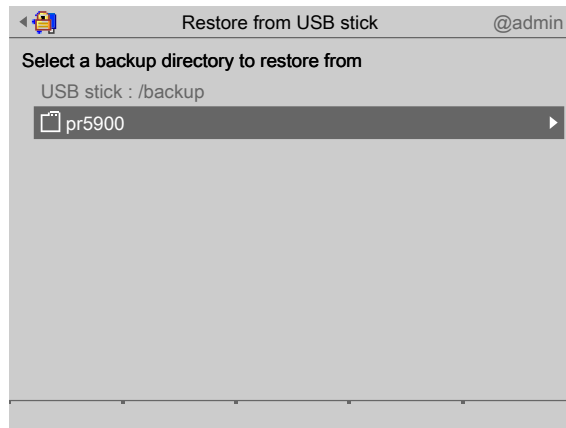 Restore from USB stick @admin
Select a backup directory to restore from
USB stick : /backup
pr5900